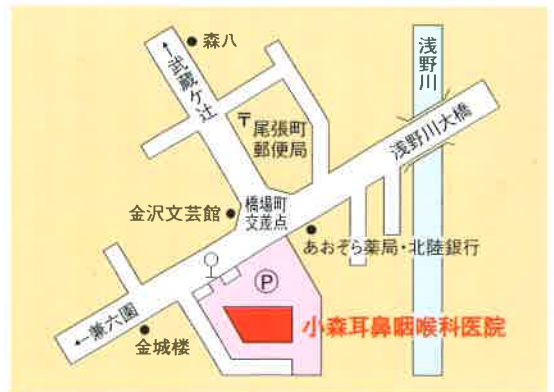 森八
←武蔵ケ辻
浅野川
〒尾張町
郵便局
浅野川大橋
橋場町
交差点
金沢文芸館
あおぞら薬局・北陸銀行
Ⓟ
小森耳鼻咽喉科医院
←兼六園
金城楼